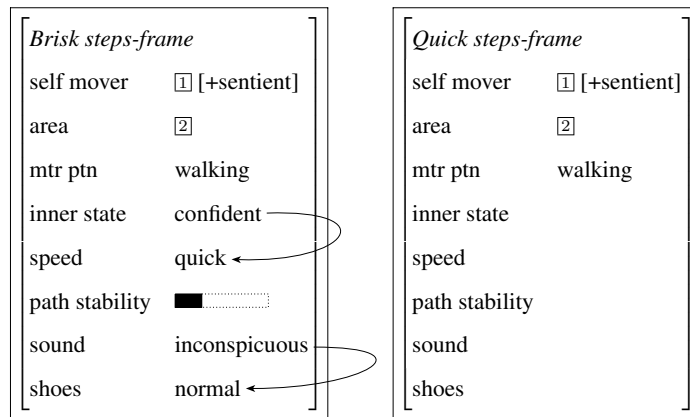 Brisk steps-frame
self mover 1 [+sentient]
area 2
mtr ptn walking
inner state confident
speed quick
path stability
sound inconspicuous
shoes normal
Quick steps-frame
self mover 1 [+sentient]
area 2
mtr ptn walking
inner state
speed
path stability
sound
shoes